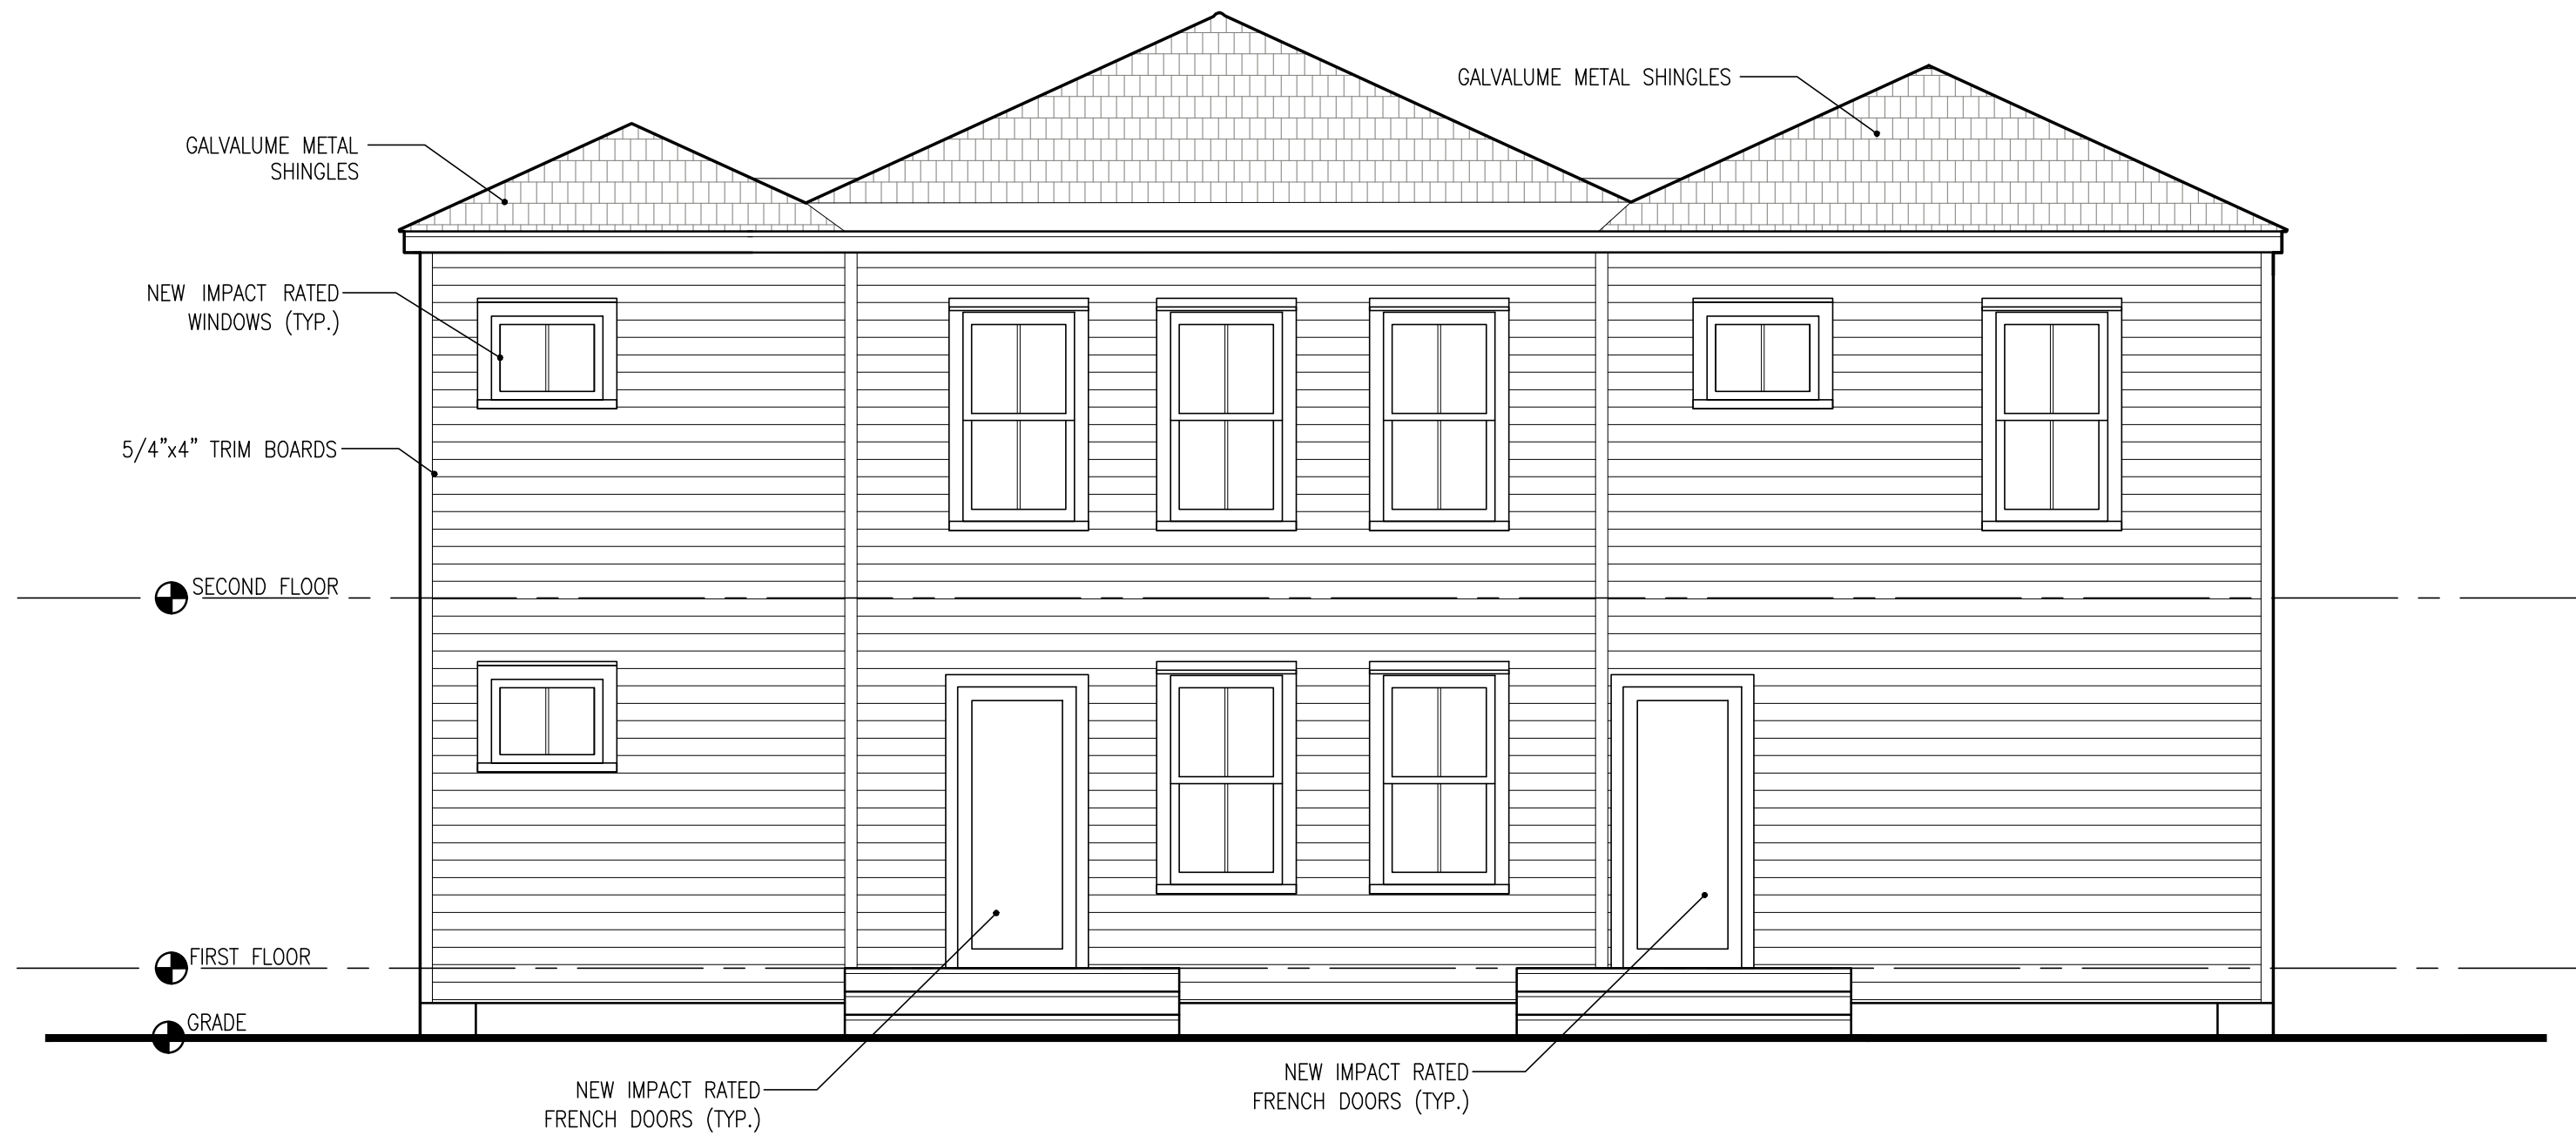 GALVALUME METAL SHINGLES
GALVALUME METAL
SHINGLES
NEW IMPACT RATED
WINDOWS (TYP.)
5/4"x4" TRIM BOARDS
SECOND FLOOR
FIRST FLOOR
GRADE
NEW IMPACT RATED
FRENCH DOORS (TYP.)
NEW IMPACT RATED
FRENCH DOORS (TYP.)